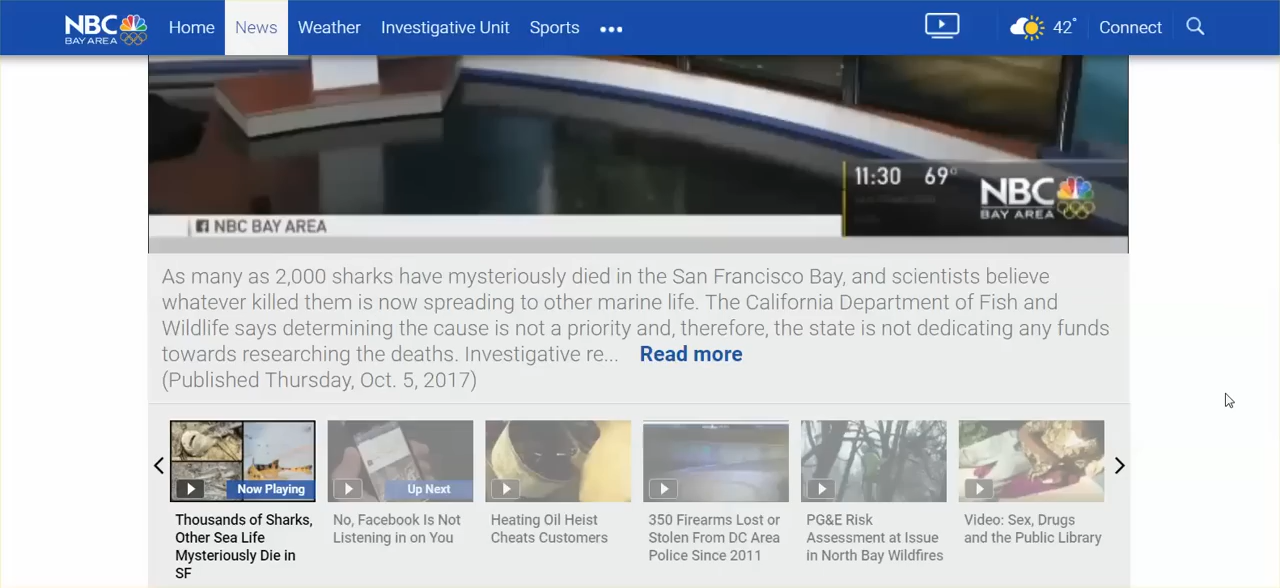 NBC
BAY AREA
Home
News
Weather
Investigative Unit
Sports
42°
Connect
11:30 69°
NBC
BAY AREA
NBC BAY AREA
As many as 2,000 sharks have mysteriously died in the San Francisco Bay, and scientists believe
whatever killed them is now spreading to other marine life. The California Department of Fish and
Wildlife says determining the cause is not a priority and, therefore, the state is not dedicating any funds
towards researching the deaths. Investigative re... Read more
(Published Thursday, Oct. 5, 2017)
Now Playing
Thousands of Sharks,
Other Sea Life
Mysteriously Die in
SF
Up Next
No, Facebook Is Not
Listening in on You
Heating Oil Heist
Cheats Customers
350 Firearms Lost or
Stolen From DC Area
Police Since 2011
PG&E Risk
Assessment at Issue
in North Bay Wildfires
Video: Sex, Drugs
and the Public Library